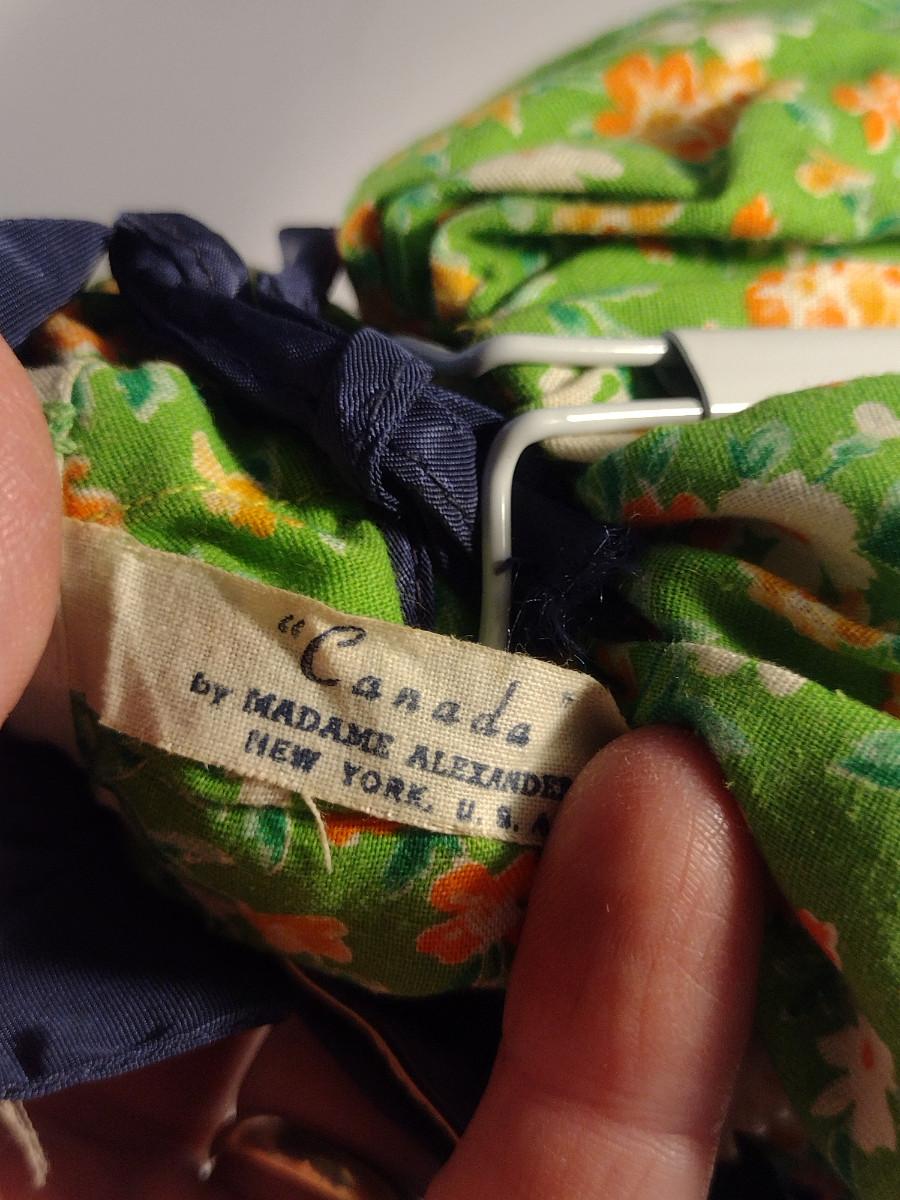 "Canada"
by MADAME ALEXANDER
NEW YORK, U. S. A